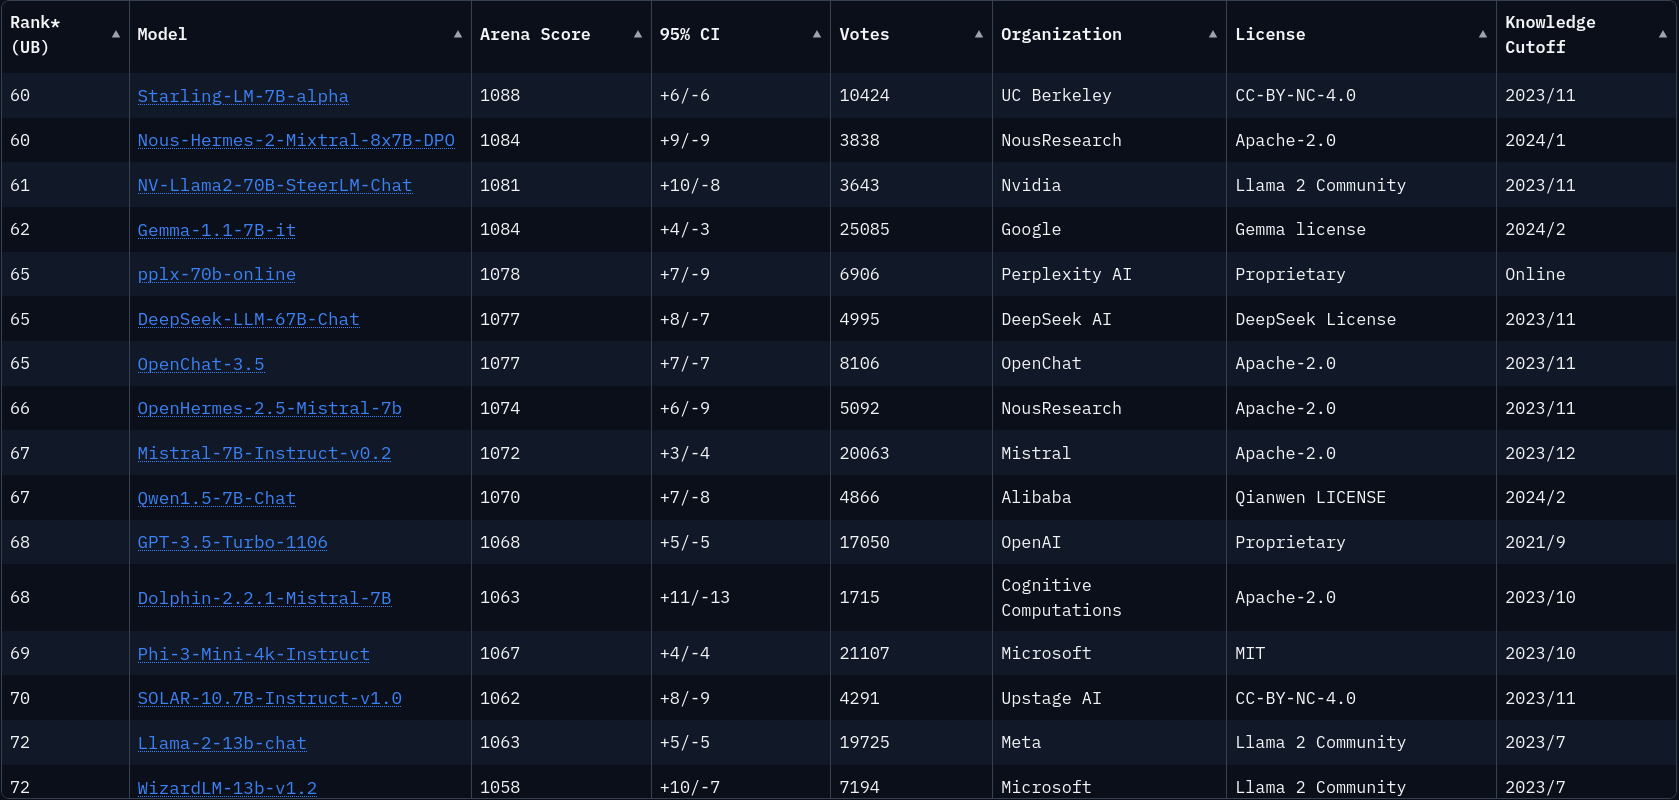 Rank* (UB) ▲ Model ▲ Arena Score ▲ 95% CI ▲ Votes ▲ Organization ▲ License ▲ Knowledge Cutoff ▲
60 Starling-LM-7B-alpha 1088 +6/-6 10424 UC Berkeley CC-BY-NC-4.0 2023/11
60 Nous-Hermes-2-Mixtral-8x7B-DPO 1084 +9/-9 3838 NousResearch Apache-2.0 2024/1
61 NV-Llama2-70B-SteerLM-Chat 1081 +10/-8 3643 Nvidia Llama 2 Community 2023/11
62 Gemma-1.1-7B-it 1084 +4/-3 25085 Google Gemma license 2024/2
65 pplx-70b-online 1078 +7/-9 6906 Perplexity AI Proprietary Online
65 DeepSeek-LLM-67B-Chat 1077 +8/-7 4995 DeepSeek AI DeepSeek License 2023/11
65 OpenChat-3.5 1077 +7/-7 8106 OpenChat Apache-2.0 2023/11
66 OpenHermes-2.5-Mistral-7b 1074 +6/-9 5092 NousResearch Apache-2.0 2023/11
67 Mistral-7B-Instruct-v0.2 1072 +3/-4 20063 Mistral Apache-2.0 2023/12
67 Qwen1.5-7B-Chat 1070 +7/-8 4866 Alibaba Qianwen LICENSE 2024/2
68 GPT-3.5-Turbo-1106 1068 +5/-5 17050 OpenAI Proprietary 2021/9
68 Dolphin-2.2.1-Mistral-7B 1063 +11/-13 1715 Cognitive Computations Apache-2.0 2023/10
69 Phi-3-Mini-4k-Instruct 1067 +4/-4 21107 Microsoft MIT 2023/10
70 SOLAR-10.7B-Instruct-v1.0 1062 +8/-9 4291 Upstage AI CC-BY-NC-4.0 2023/11
72 Llama-2-13b-chat 1063 +5/-5 19725 Meta Llama 2 Community 2023/7
72 WizardLM-13b-v1.2 1058 +10/-7 7194 Microsoft Llama 2 Community 2023/7